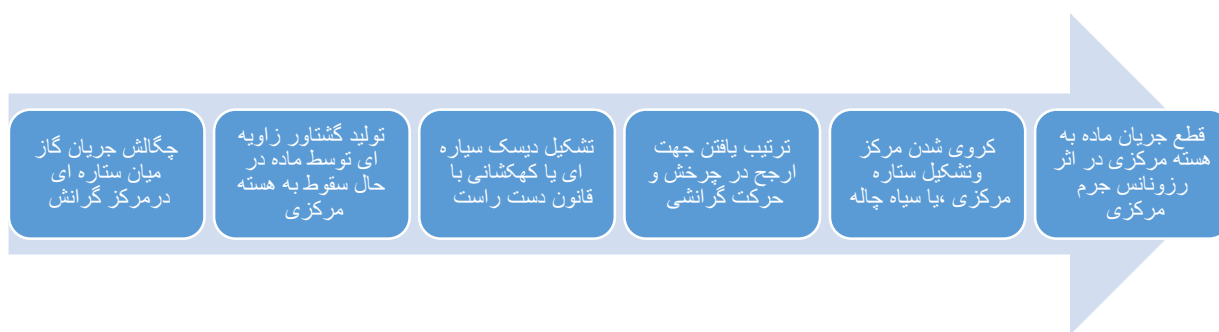 چگالش جریان گاز
میان ستاره ای
درمرکز گرانش
تولید گشتاور زاویه
ای توسط ماده در
حال سقوط به هسته
مرکزی
تشکیل دیسک سیاره
ای یا کهکشانی با
قانون دست راست
ترتیب یافتن جهت
ارجح در چرخش و
حرکت گرانشی
کروی شدن مرکز
وتشکیل ستاره
مرکزی ،یا سیاه چاله
قطع جریان ماده به
هسته مرکزی در اثر
رزونانس جرم
مرکزی